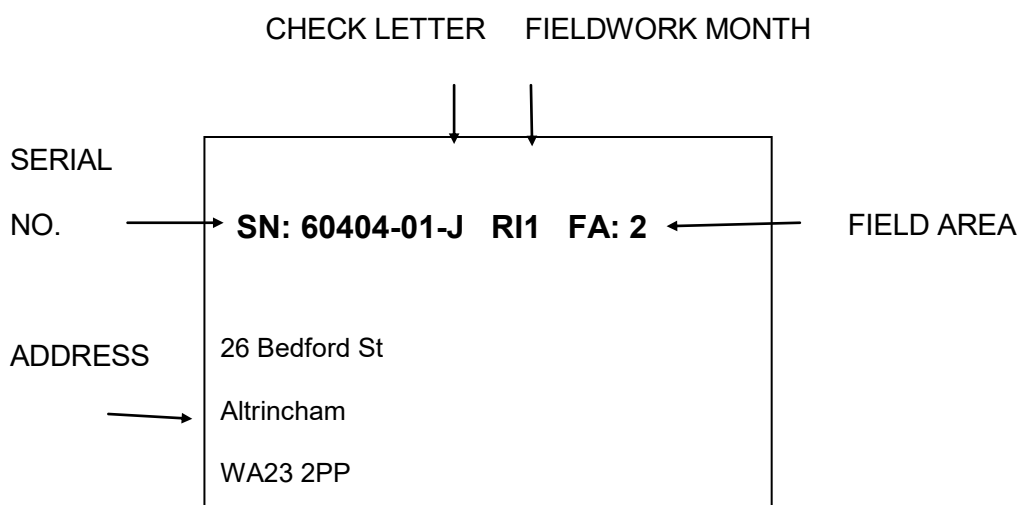 CHECK LETTER FIELDWORK MONTH
SERIAL
NO.
SN: 60404-01-J RI1 FA: 2
FIELD AREA
ADDRESS
26 Bedford St
Altrincham
WA23 2PP